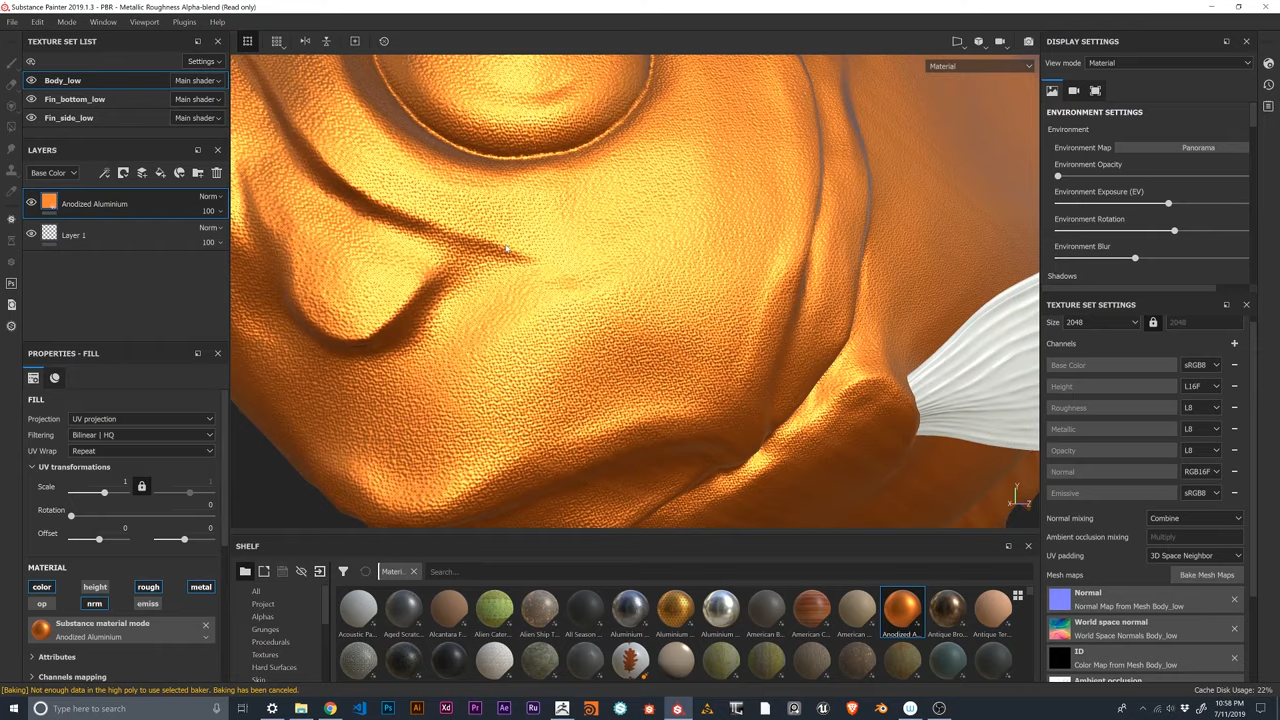 Substance Painter 2019.1.3 - PBR - Metallic Roughness Alpha-blend (Read only)
File Edit Mode Window Viewport Plugins Help
TEXTURE SET LIST
Settings
Body_low Main shader
Fin_bottom_low Main shader
Fin_side_low Main shader
LAYERS
Base Color
Anodized Aluminium Norm 100
Layer 1 Norm 100
PROPERTIES - FILL
FILL
Projection UV projection
Filtering Bilinear | HQ
UV Wrap Repeat
UV transformations
Scale 1 1
Rotation 0
Offset 0 0
MATERIAL
color height rough metal
op nrm emiss
Substance material mode
Anodized Aluminium
Attributes
Channels mapping
Material
Y
X Z
SHELF
Materi... Search...
All
Project
Alphas
Grunges
Procedurals
Textures
Hard Surfaces
Skin
Acoustic Pa... Aged Scratc... Alcantara F... Alien Cater... Alien Ship T... All Season ... Aluminium ... Aluminium ... Aluminium ... American B... American C... American ... Anodized A... Antique Bro... Antique Ter...
DISPLAY SETTINGS
View mode Material
ENVIRONMENT SETTINGS
Environment
Environment Map Panorama
Environment Opacity
Environment Exposure (EV)
Environment Rotation
Environment Blur
Shadows
TEXTURE SET SETTINGS
Size 2048 2048
Channels
Base Color sRGB8
Height L16F
Roughness L8
Metallic L8
Opacity L8
Normal RGB16F
Emissive sRGB8
Normal mixing Combine
Ambient occlusion mixing Multiply
UV padding 3D Space Neighbor
Mesh maps Bake Mesh Maps
Normal
Normal Map from Mesh Body_low
World space normal
World Space Normals Body_low
ID
Color Map from Mesh Body_low
Ambient occlusion
[Baking] Not enough data in the high poly to use selected baker. Baking has been canceled.
Cache Disk Usage: 22%
Type here to search
10:58 PM
7/11/2019